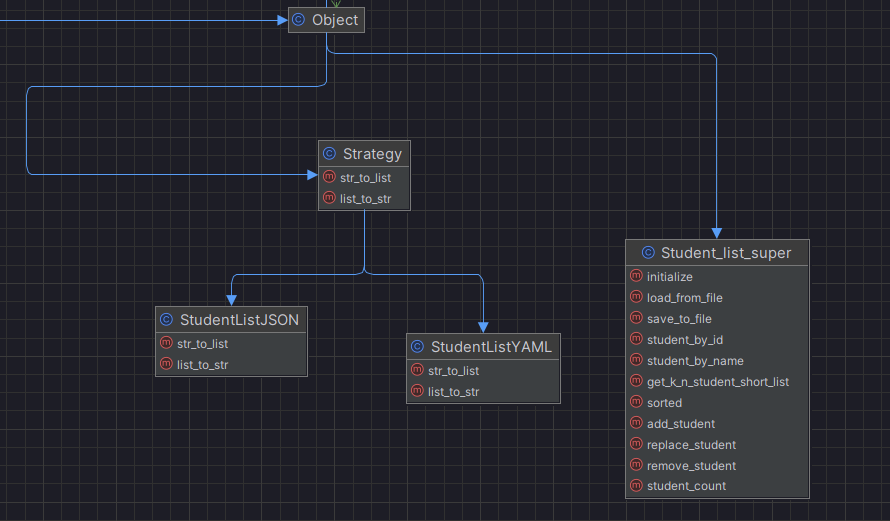 Object
Strategy
str_to_list
list_to_str
StudentListJSON
str_to_list
list_to_str
StudentListYAML
str_to_list
list_to_str
Student_list_super
initialize
load_from_file
save_to_file
student_by_id
student_by_name
get_k_n_student_short_list
sorted
add_student
replace_student
remove_student
student_count